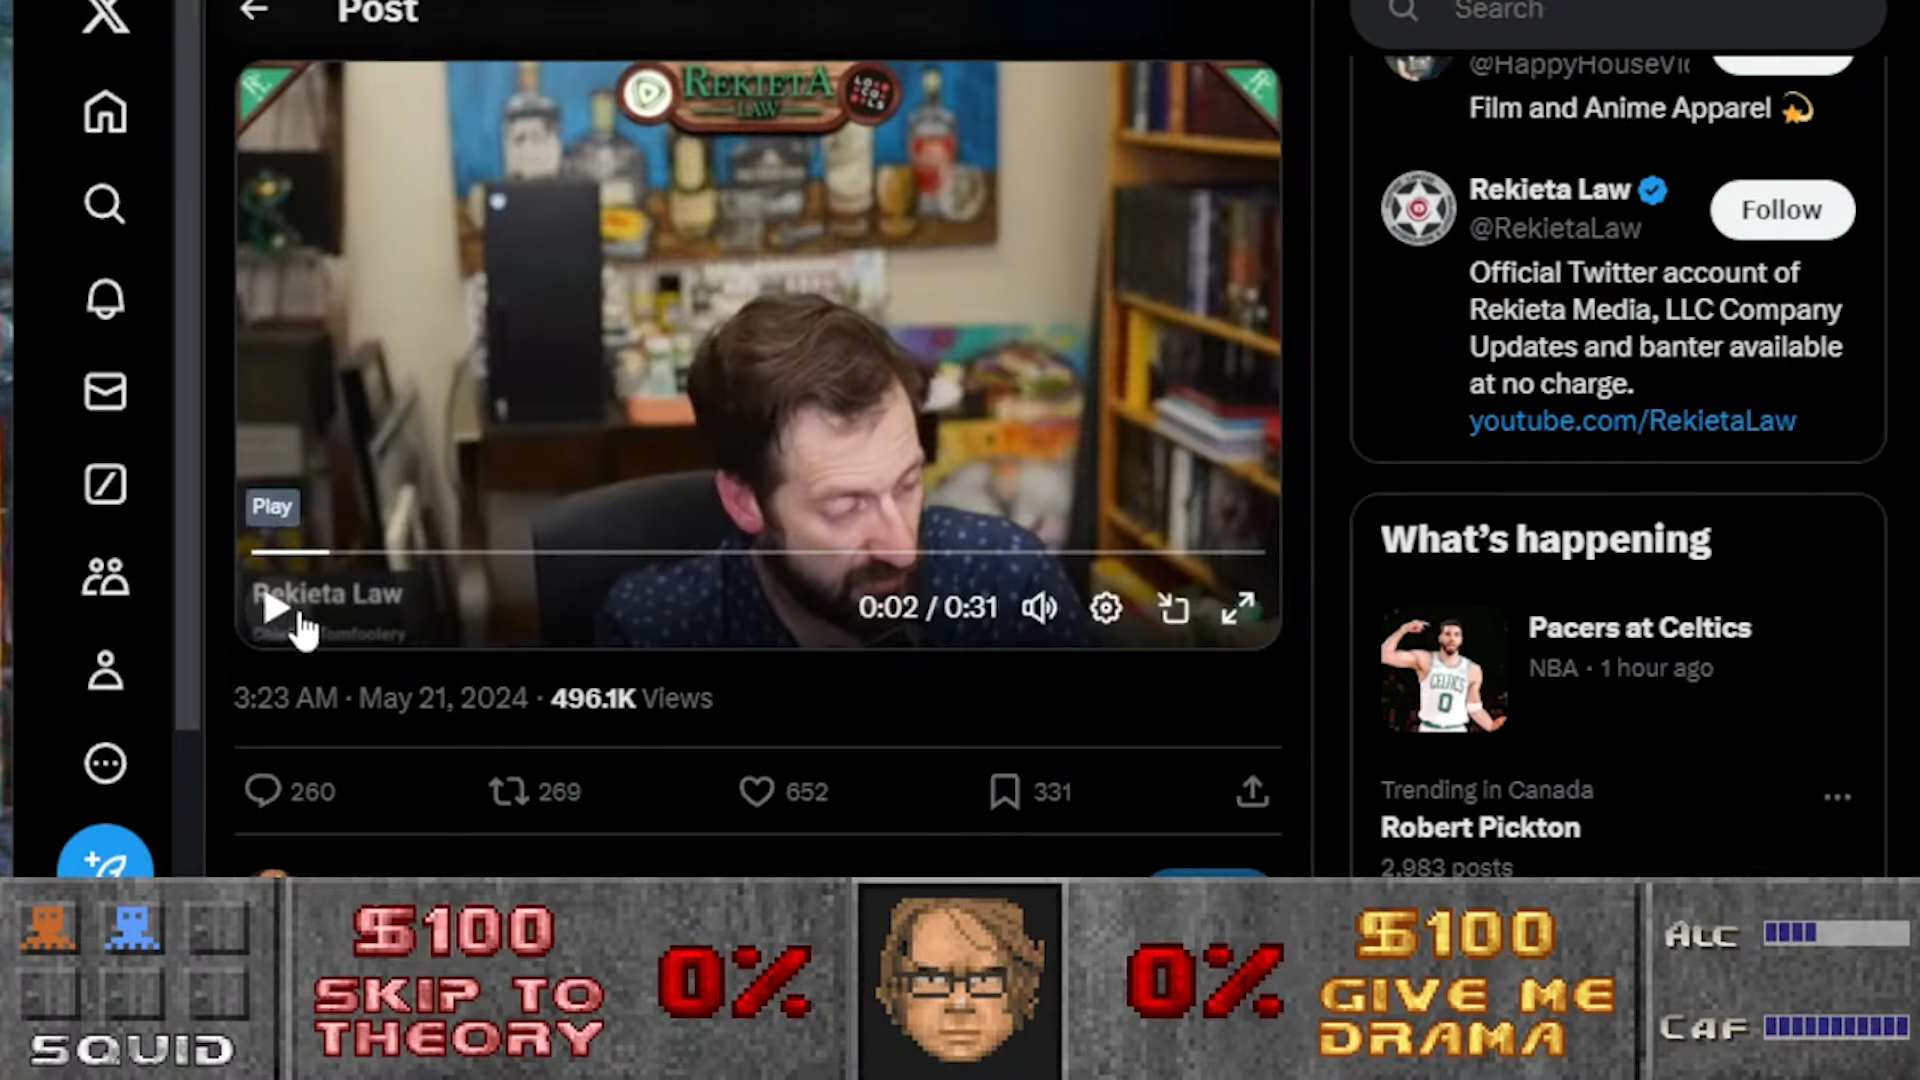 Post
Search
REKIETA
LAW
LOCALS
Play
Rekieta Law
Tomfoolery
0:02 / 0:31
3:23 AM · May 21, 2024 · 496.1K Views
260
269
652
331
Film and Anime Apparel
Rekieta Law
@RekietaLaw
Follow
Official Twitter account of
Rekieta Media, LLC Company
Updates and banter available
at no charge.
youtube.com/RekietaLaw
What's happening
Pacers at Celtics
NBA · 1 hour ago
CELTICS
0
Trending in Canada
Robert Pickton
2,983 posts
SQUID
$100
SKIP TO
THEORY
0%
0%
$100
GIVE ME
DRAMA
ALC
CAF